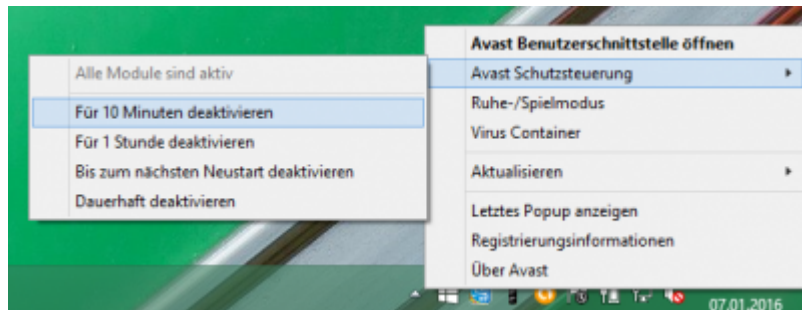 Avast Benutzerschnittstelle öffnen
Avast Schutzsteuerung
Ruhe-/Spielmodus
Virus Container
Aktualisieren
Letztes Popup anzeigen
Registrierungsinformationen
Über Avast
Alle Module sind aktiv
Für 10 Minuten deaktivieren
Für 1 Stunde deaktivieren
Bis zum nächsten Neustart deaktivieren
Dauerhaft deaktivieren
07.01.2016